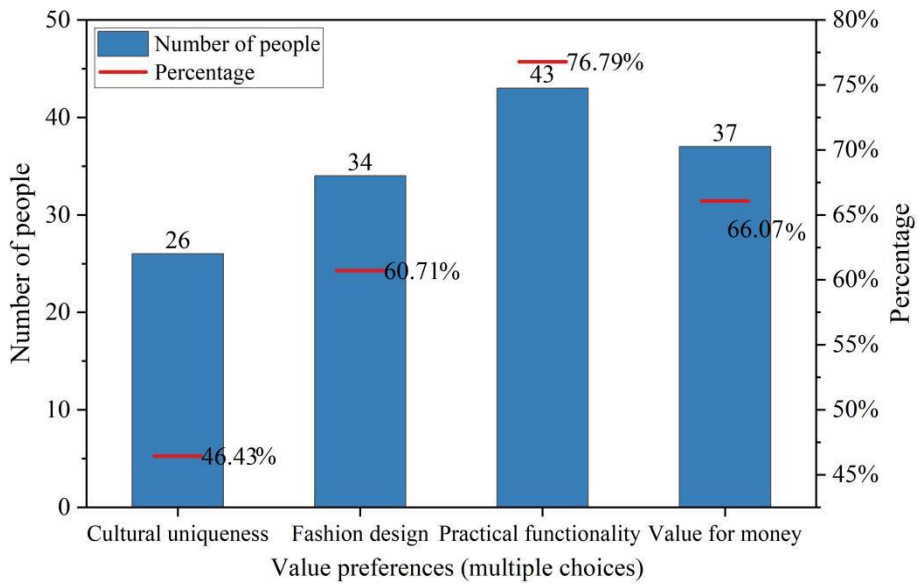 50
40
30
20
10
0
Number of people
Number of people
Percentage
26
34
43
37
46.43%
60.71%
76.79%
66.07%
80%
75%
70%
65%
60%
55%
50%
45%
Percentage
Cultural uniqueness
Fashion design
Practical functionality
Value for money
Value preferences (multiple choices)